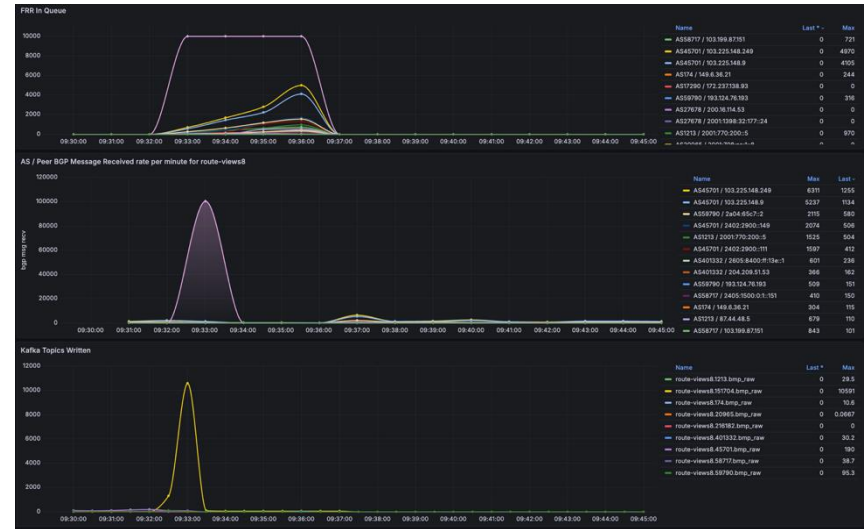 FRR In Queue
Name Last * Max
10000
8000
6000
4000
2000
0
AS58717 / 103.199.87.151 0 721
AS45701 / 103.225.148.249 0 4970
AS45701 / 103.225.148.9 0 4105
AS174 / 149.6.36.21 0 244
AS17290 / 172.237.138.93 0 0
AS59790 / 193.124.76.193 0 316
AS27678 / 200.16.114.53 0 0
AS27678 / 2001:1398:32:177::24 0 0
AS1213 / 2001:770:200::5 0 970
09:30:00 09:31:00 09:32:00 09:33:00 09:34:00 09:35:00 09:36:00 09:37:00 09:38:00 09:39:00 09:40:00 09:41:00 09:42:00 09:43:00 09:44:00 09:45:00
AS / Peer BGP Message Received rate per minute for route-views8
bgp msg recv
120000
100000
80000
60000
40000
20000
0
Name Max Last
AS45701 / 103.225.148.249 6311 1255
AS45701 / 103.225.148.9 5237 1134
AS59790 / 2a04:65c7::2 2115 580
AS45701 / 2402:2900::149 2074 506
AS1213 / 2001:770:200::5 1525 504
AS45701 / 2402:2900::111 1597 412
AS401332 / 2605:8400:ff:13e::1 601 236
AS401332 / 204.209.51.53 366 162
AS59790 / 193.124.76.193 509 151
AS58717 / 2405:1500:0:1::151 410 150
AS174 / 149.6.36.21 304 115
AS1213 / 87.44.48.5 679 110
AS58717 / 103.199.87.151 843 101
09:30:00 09:31:00 09:32:00 09:33:00 09:34:00 09:35:00 09:36:00 09:37:00 09:38:00 09:39:00 09:40:00 09:41:00 09:42:00 09:43:00 09:44:00 09:45:00
Kafka Topics Written
12000
10000
8000
6000
4000
2000
0
Name Last * Max
route-views8.1213.bmp_raw 0 29.5
route-views8.151704.bmp_raw 0 10591
route-views8.174.bmp_raw 0 10.6
route-views8.20965.bmp_raw 0 0.0667
route-views8.216182.bmp_raw 0 0
route-views8.401332.bmp_raw 0 30.2
route-views8.45701.bmp_raw 0 190
route-views8.58717.bmp_raw 0 38.7
route-views8.59790.bmp_raw 0 95.3
09:30:00 09:31:00 09:32:00 09:33:00 09:34:00 09:35:00 09:36:00 09:37:00 09:38:00 09:39:00 09:40:00 09:41:00 09:42:00 09:43:00 09:44:00 09:45:00